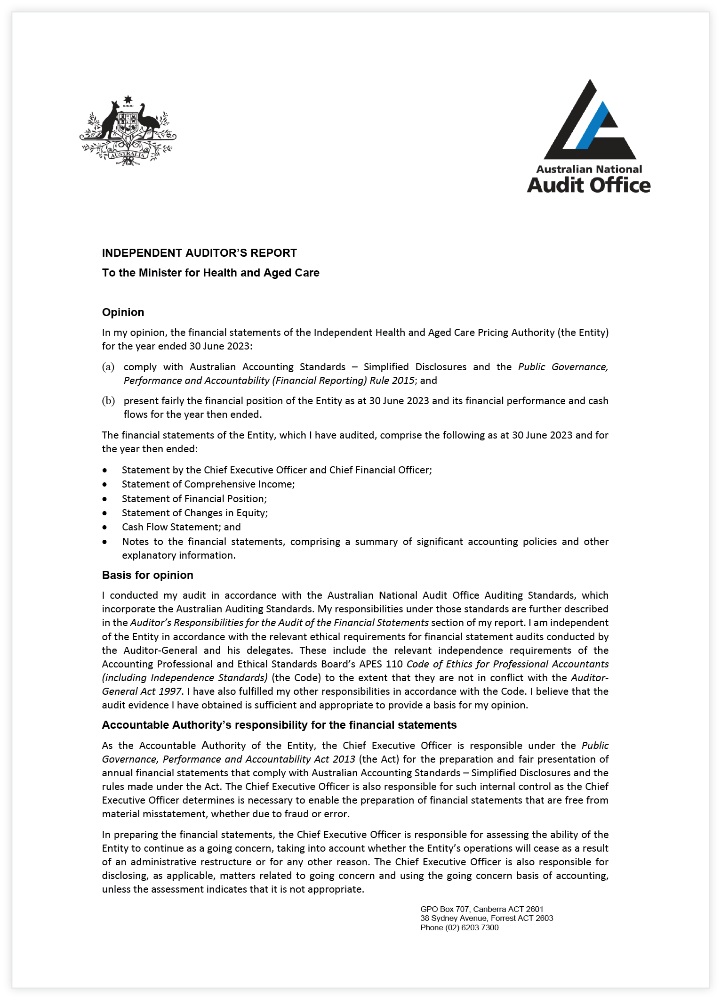 AUSTRALIA
Australian National
Audit Office
INDEPENDENT AUDITOR’S REPORT
To the Minister for Health and Aged Care
Opinion
In my opinion, the financial statements of the Independent Health and Aged Care Pricing Authority (the Entity)
for the year ended 30 June 2023:
(a) comply with Australian Accounting Standards – Simplified Disclosures and the Public Governance,
Performance and Accountability (Financial Reporting) Rule 2015; and
(b) present fairly the financial position of the Entity as at 30 June 2023 and its financial performance and cash
flows for the year then ended.
The financial statements of the Entity, which I have audited, comprise the following as at 30 June 2023 and for
the year then ended:
• Statement by the Chief Executive Officer and Chief Financial Officer;
• Statement of Comprehensive Income;
• Statement of Financial Position;
• Statement of Changes in Equity;
• Cash Flow Statement; and
• Notes to the financial statements, comprising a summary of significant accounting policies and other
explanatory information.
Basis for opinion
I conducted my audit in accordance with the Australian National Audit Office Auditing Standards, which
incorporate the Australian Auditing Standards. My responsibilities under those standards are further described
in the Auditor’s Responsibilities for the Audit of the Financial Statements section of my report. I am independent
of the Entity in accordance with the relevant ethical requirements for financial statement audits conducted by
the Auditor-General and his delegates. These include the relevant independence requirements of the
Accounting Professional and Ethical Standards Board’s APES 110 Code of Ethics for Professional Accountants
(including Independence Standards) (the Code) to the extent that they are not in conflict with the Auditor-
General Act 1997. I have also fulfilled my other responsibilities in accordance with the Code. I believe that the
audit evidence I have obtained is sufficient and appropriate to provide a basis for my opinion.
Accountable Authority’s responsibility for the financial statements
As the Accountable Authority of the Entity, the Chief Executive Officer is responsible under the Public
Governance, Performance and Accountability Act 2013 (the Act) for the preparation and fair presentation of
annual financial statements that comply with Australian Accounting Standards – Simplified Disclosures and the
rules made under the Act. The Chief Executive Officer is also responsible for such internal control as the Chief
Executive Officer determines is necessary to enable the preparation of financial statements that are free from
material misstatement, whether due to fraud or error.
In preparing the financial statements, the Chief Executive Officer is responsible for assessing the ability of the
Entity to continue as a going concern, taking into account whether the Entity’s operations will cease as a result
of an administrative restructure or for any other reason. The Chief Executive Officer is also responsible for
disclosing, as applicable, matters related to going concern and using the going concern basis of accounting,
unless the assessment indicates that it is not appropriate.
GPO Box 707, Canberra ACT 2601
38 Sydney Avenue, Forrest ACT 2603
Phone (02) 6203 7300